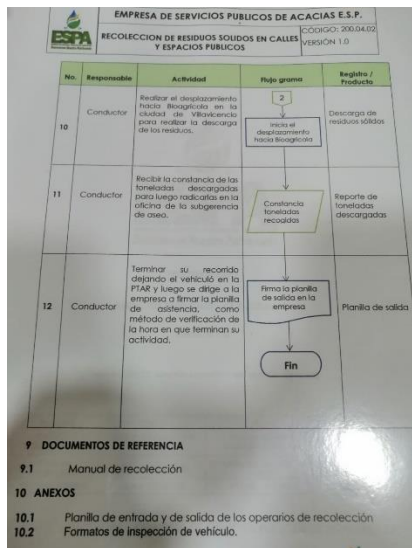 EMPRESA DE SERVICIOS PUBLICOS DE ACACIAS E.S.P.
ESPA
RECOLECCION DE RESIDUOS SOLIDOS EN CALLES
Y ESPACIOS PUBLICOS
CÓDIGO: 200.04.02
VERSIÓN 1.0
No.
Responsable
Actividad
Flujo grama
Registro /
Producto
10
Conductor
Realizar el desplazamiento
hacia Bioagrícola en la
ciudad de Villavicencio
para realizar la descarga
de los residuos.
2
Inicia el
desplazamiento
hacia Bioagrícola
Descarga de
residuos sólidos
11
Conductor
Recibir la constancia de las
toneladas descargadas
para luego radicarlas en la
oficina de la subgerencia
de aseo.
Constancia
toneladas
recogidas
Reporte de
toneladas
descargadas
12
Conductor
Terminar su recorrido
dejando el vehículó en la
PTAR y luego se dirige a la
empresa a firmar la planilla
de asistencia, como
método de verificación de
la hora en que terminan su
actividad.
Firma la planilla
de salida en la
empresa
Fin
Planilla de salida
9 DOCUMENTOS DE REFERENCIA
9.1 Manual de recolección
10 ANEXOS
10.1 Planilla de entrada y de salida de los operarios de recolección
10.2 Formatos de inspección de vehículo.